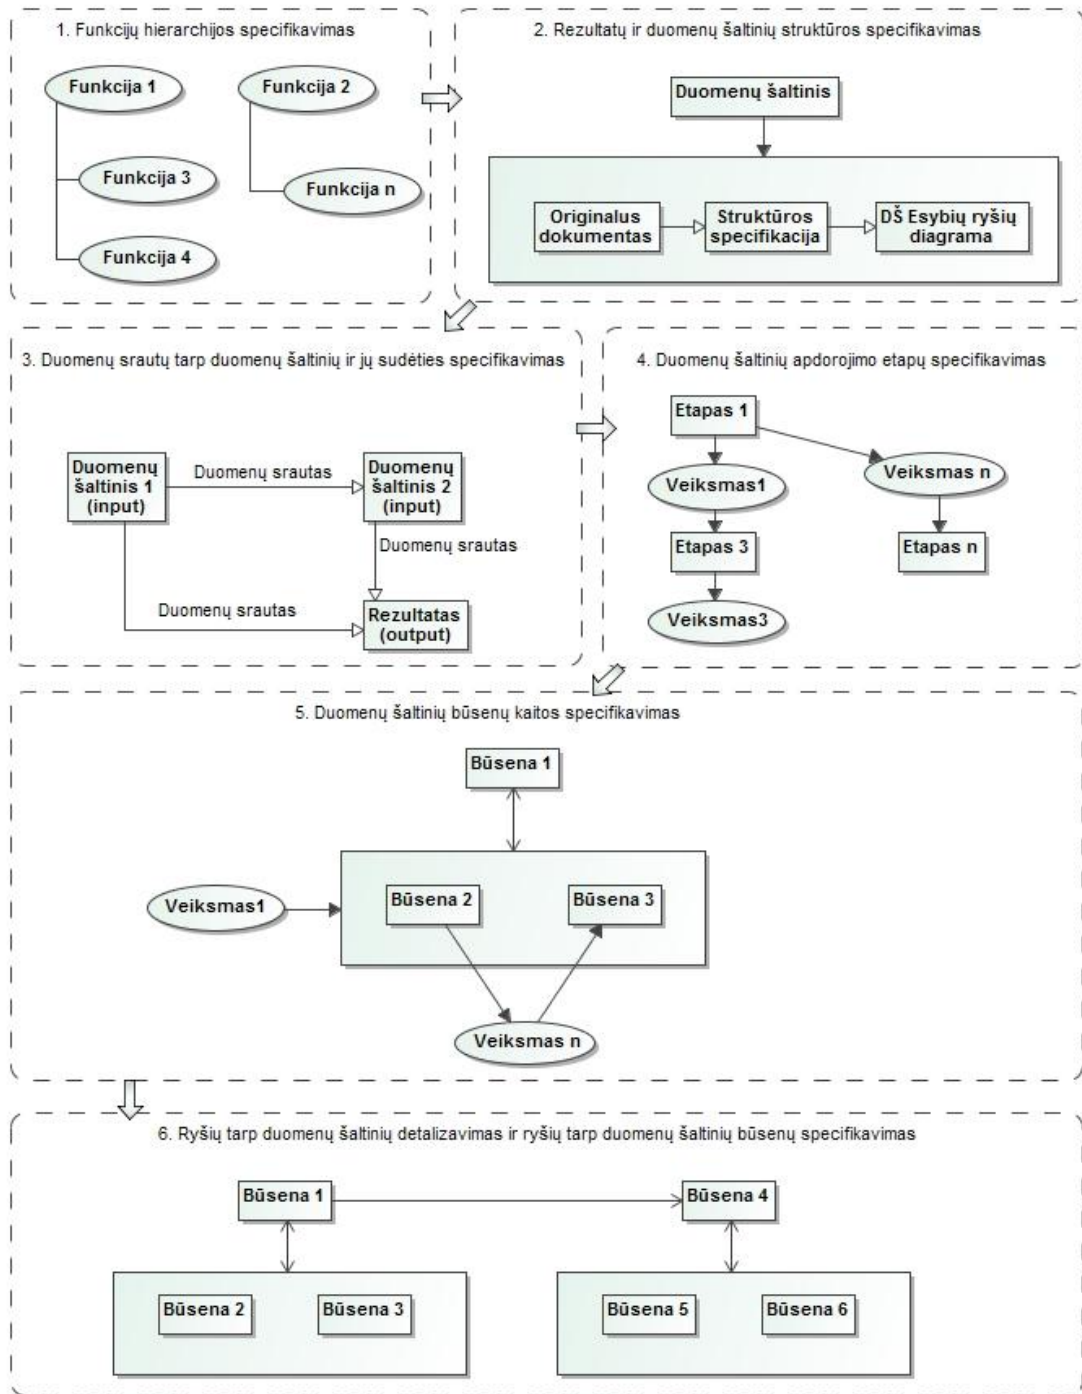 1. Funkcijų hierarchijos specifikavimas
Funkcija 1
Funkcija 2
Funkcija 3
Funkcija n
Funkcija 4
2. Rezultatų ir duomenų šaltinių struktūros specifikavimas
Duomenų šaltinis
Originalus
dokumentas
Struktūros
specifikacija
DŠ Esybių ryšių
diagrama
3. Duomenų srautų tarp duomenų šaltinių ir jų sudėties specifikavimas
Duomenų
šaltinis 1
(input)
Duomenų srautas
Duomenų
šaltinis 2
(input)
Duomenų srautas
Duomenų srautas
Rezultatas
(output)
4. Duomenų šaltinių apdorojimo etapų specifikavimas
Etapas 1
Veiksmas1
Veiksmas n
Etapas 3
Etapas n
Veiksmas3
5. Duomenų šaltinių būsenų kaitos specifikavimas
Būsena 1
Veiksmas1
Būsena 2
Būsena 3
Veiksmas n
6. Ryšių tarp duomenų šaltinių detalizavimas ir ryšių tarp duomenų šaltinių būsenų specifikavimas
Būsena 1
Būsena 4
Būsena 2
Būsena 3
Būsena 5
Būsena 6